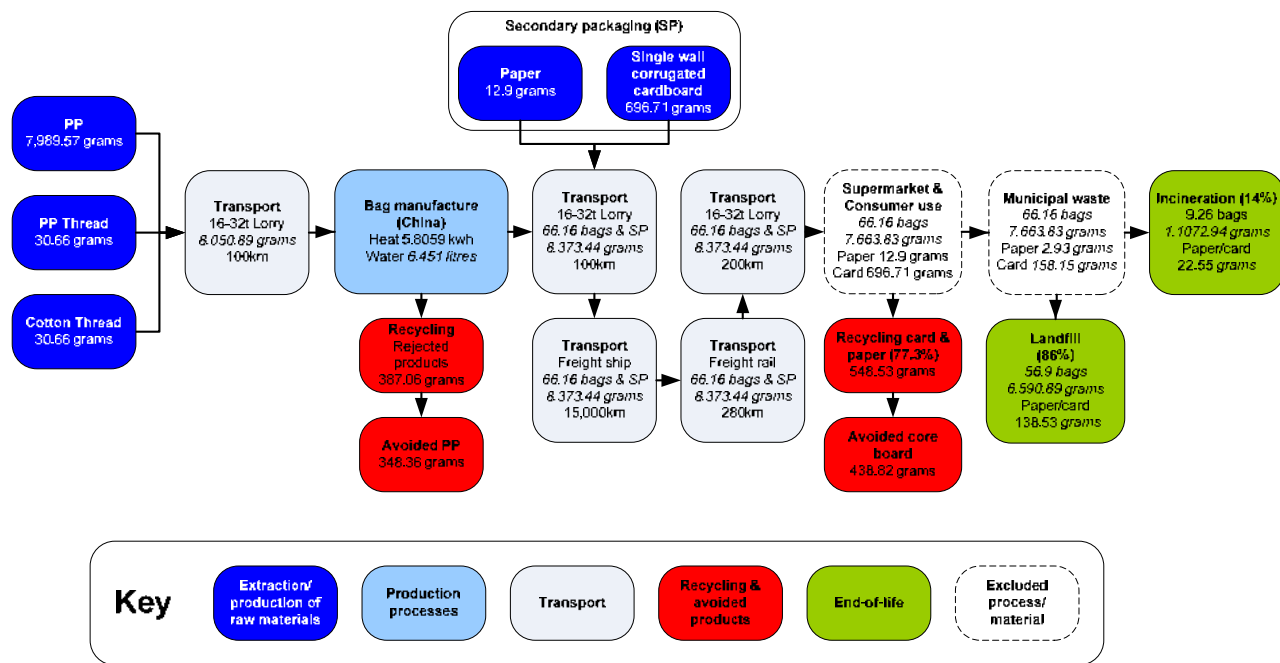 Secondary packaging (SP)
Paper
12.9 grams
Single wall
corrugated
cardboard
696.71 grams
PP
7,989.57 grams
PP Thread
30.66 grams
Cotton Thread
30.66 grams
Transport
16-32t Lorry
8.050.89 grams
100km
Bag manufacture
(China)
Heat 5.8059 kwh
Water 6.451 litres
Transport
16-32t Lorry
66.16 bags & SP
8.373.44 grams
100km
Transport
16-32t Lorry
66.16 bags & SP
8.373.44 grams
200km
Supermarket &
Consumer use
66.16 bags
7.663.83 grams
Paper 12.9 grams
Card 696.71 grams
Municipal waste
66.16 bags
7.663.83 grams
Paper 2.93 grams
Card 158.15 grams
Incineration (14%)
9.26 bags
1.1072.94 grams
Paper/card
22.55 grams
Recycling
Rejected
products
387.06 grams
Transport
Freight ship
66.16 bags & SP
8.373.44 grams
15,000km
Transport
Freight rail
66.16 bags & SP
8.373.44 grams
280km
Recycling card &
paper (77.3%)
548.53 grams
Landfill
(86%)
56.9 bags
6.590.89 grams
Paper/card
138.53 grams
Avoided PP
348.36 grams
Avoided core
board
438.82 grams
Key
Extraction/
production of
raw materials
Production
processes
Transport
Recycling &
avoided
products
End-of-life
Excluded
process/
material